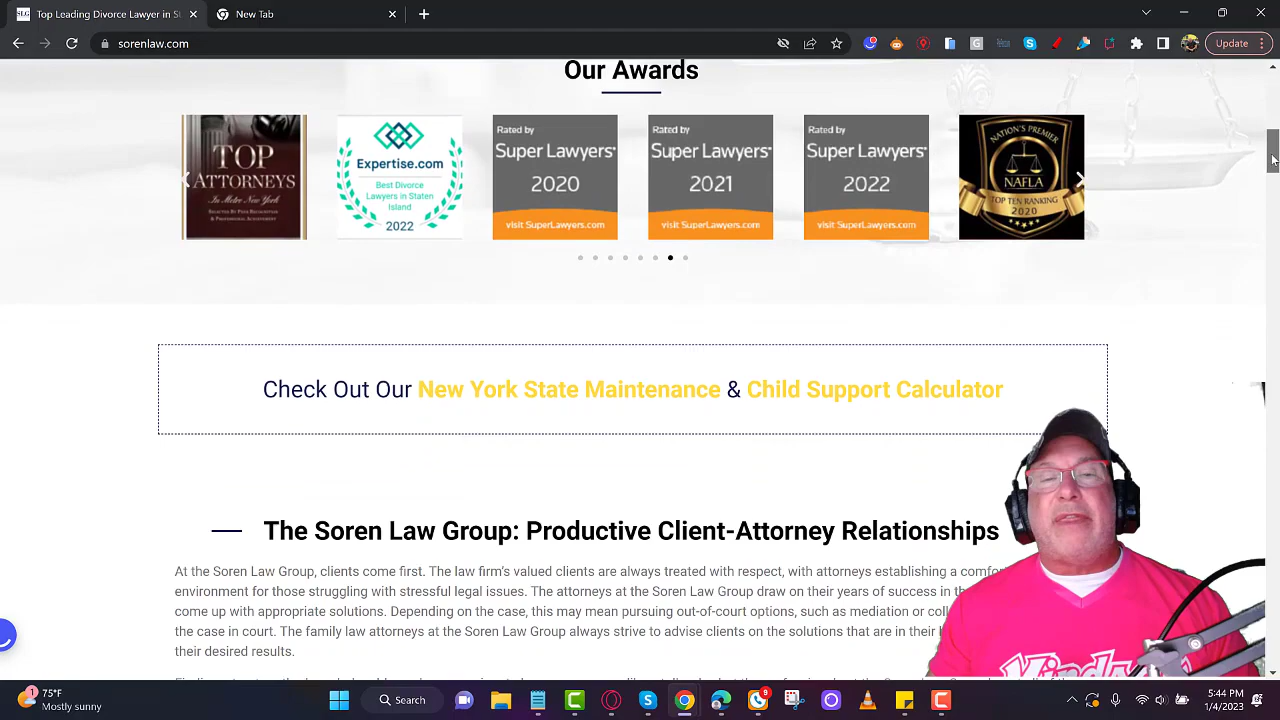 Top Leading Divorce Lawyers in St
New Tab
sorenlaw.com
Update
Our Awards
TOP
ATTORNEYS
In Metro New York
SELECTED BY PEER RECOGNITION
& PROFESSIONAL ACHIEVEMENT
Expertise.com
Best Divorce
Lawyers in Staten
Island
2022
Rated by
Super Lawyers®
2020
visit SuperLawyers.com
Rated by
Super Lawyers®
2021
visit SuperLawyers.com
Rated by
Super Lawyers®
2022
visit SuperLawyers.com
NATION'S PREMIER
NAFLA
TOP TEN RANKING
2020
Check Out Our New York State Maintenance & Child Support Calculator
The Soren Law Group: Productive Client-Attorney Relationships
At the Soren Law Group, clients come first. The law firm's valued clients are always treated with respect, with attorneys establishing a
environment for those struggling with stressful legal issues. The attorneys at the Soren Law Group draw on their years of success in
come up with appropriate solutions. Depending on the case, this may mean pursuing out-of-court options, such as mediation or
the case in court. The family law attorneys at the Soren Law Group always strive to advise clients on the solutions that are in their
their desired results.
75°F
Mostly sunny
Search
9
5:44 PM
1/4/2023